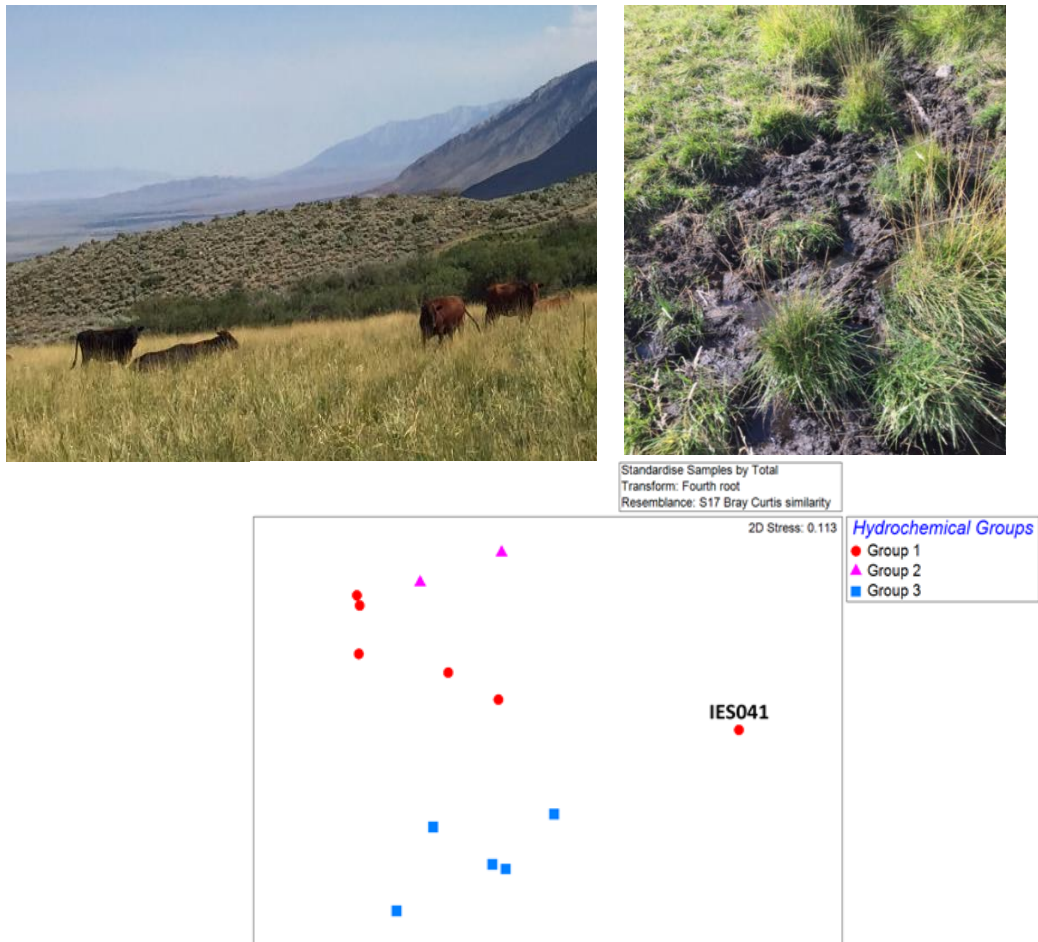 Standardise Samples by Total
Transform: Fourth root
Resemblance: S17 Bray Curtis similarity
2D Stress: 0.113
Hydrochemical Groups
Group 1
Group 2
Group 3
IES041